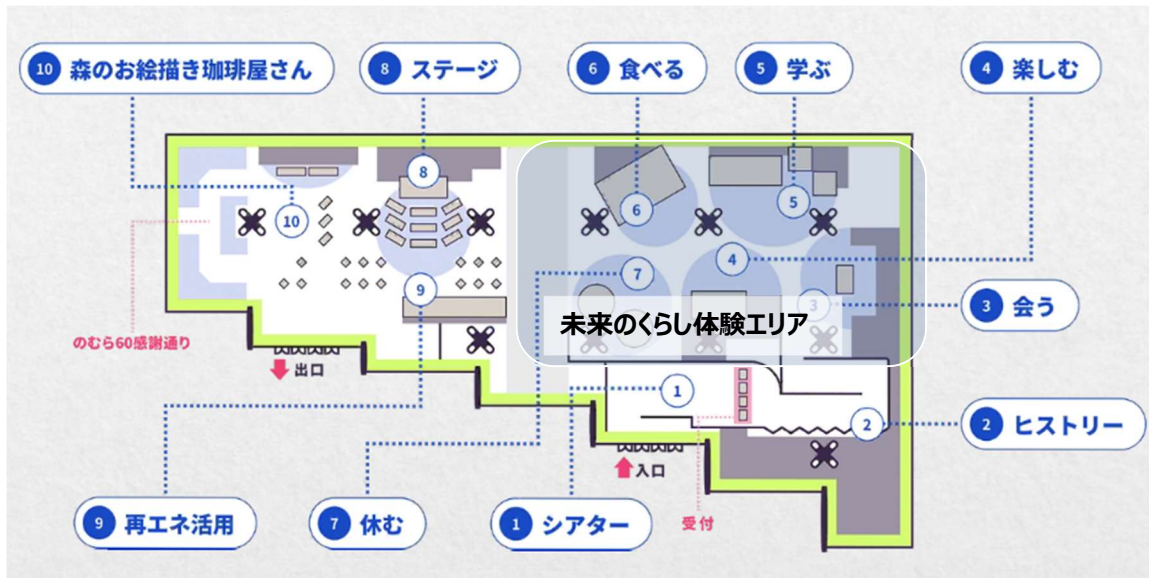 10 森のお絵描き珈琲屋さん
8 ステージ
6 食べる
5 学ぶ
4 楽しむ
8
6
5
10
4
7
9
3
未来のくらし体験エリア
3 会う
のむら60感謝通り
出口
1
2
2 ヒストリー
入口
受付
9 再エネ活用
7 休む
1 シアター